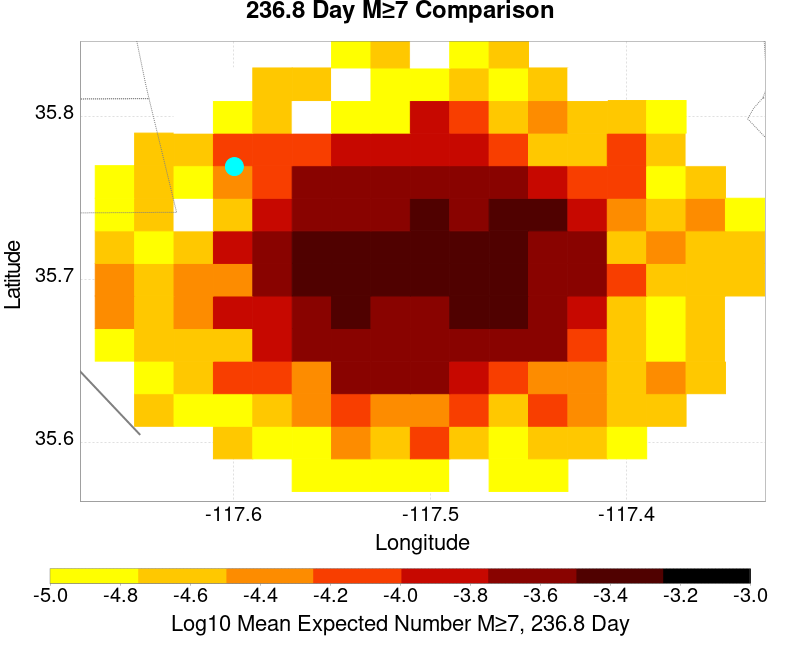 236.8 Day M≥7 Comparison
35.8
35.7
35.6
Latitude
-117.6 -117.5 -117.4
Longitude
-5.0 -4.8 -4.6 -4.4 -4.2 -4.0 -3.8 -3.6 -3.4 -3.2 -3.0
Log10 Mean Expected Number M≥7, 236.8 Day